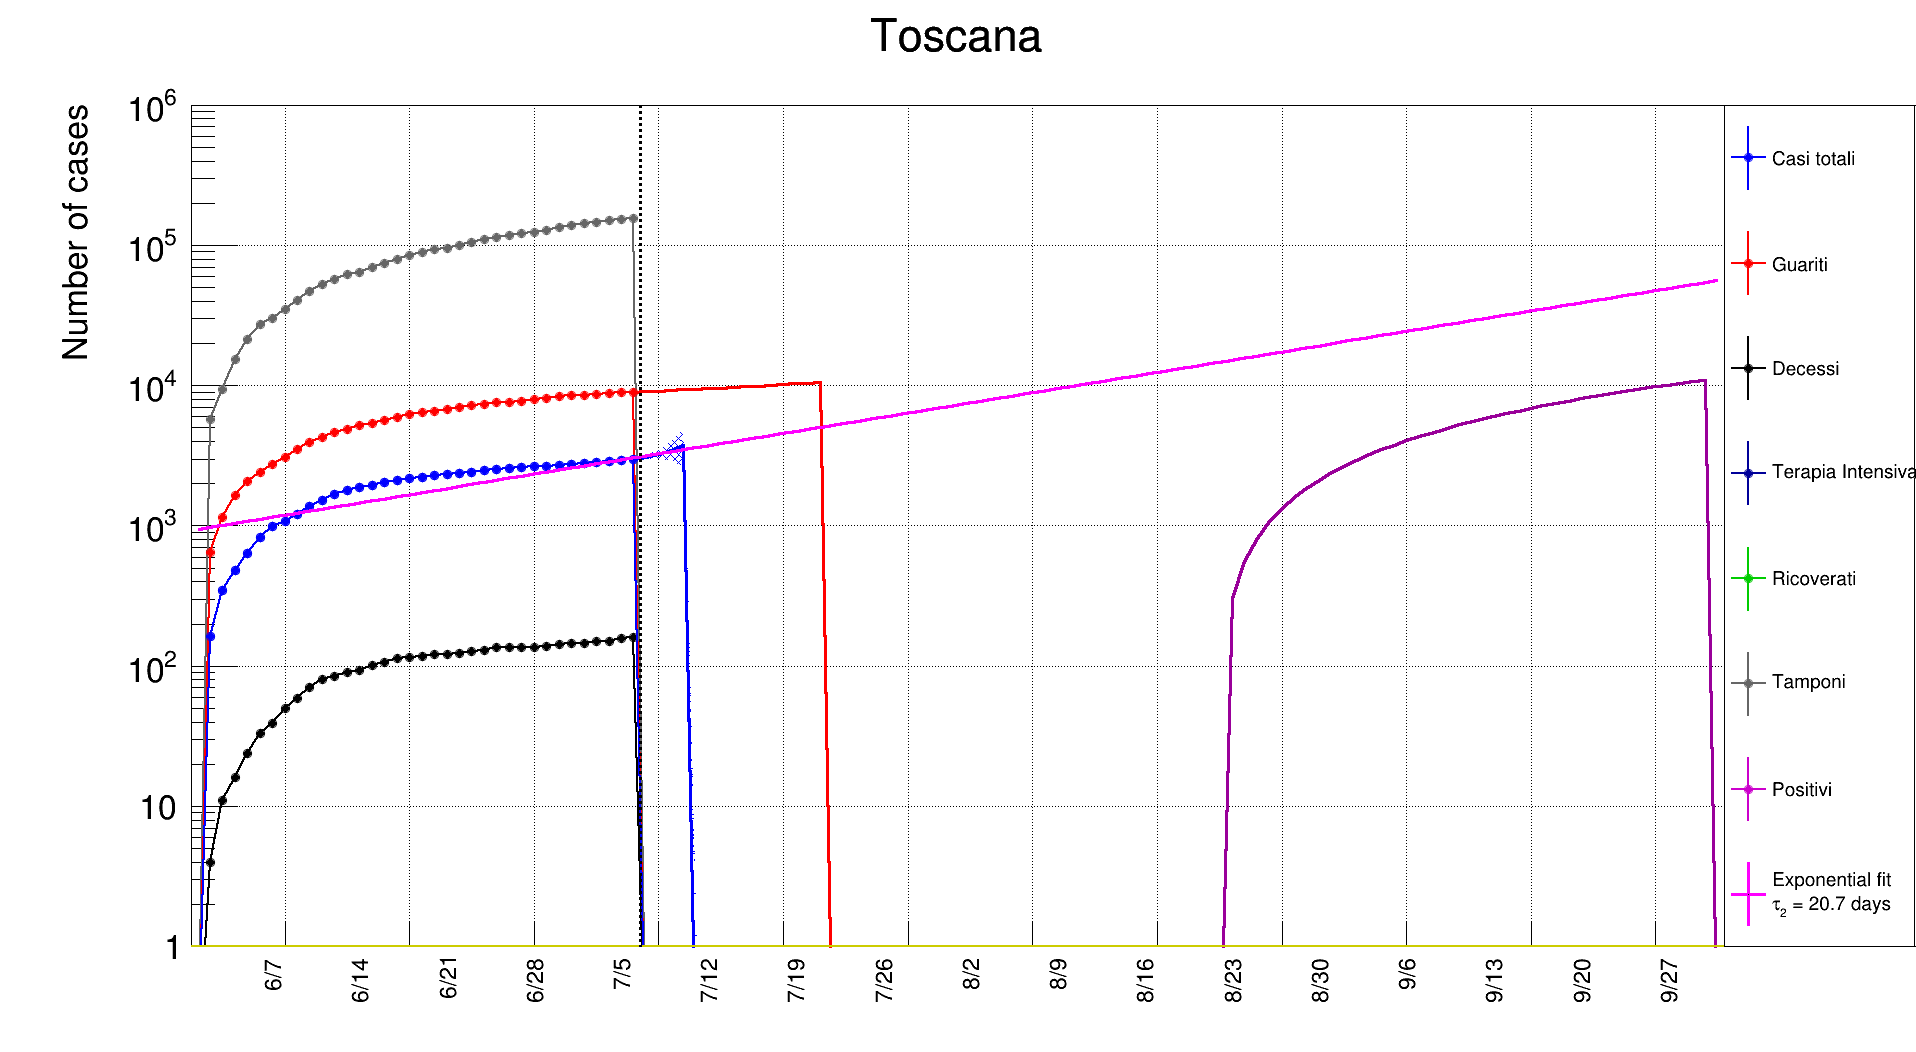 Toscana
Number of cases
10^6
10^5
10^4
10^3
10^2
10
1
6/7
6/14
6/21
6/28
7/5
7/12
7/19
7/26
8/2
8/9
8/16
8/23
8/30
9/6
9/13
9/20
9/27
Casi totali
Guariti
Decessi
Terapia Intensiva
Ricoverati
Tamponi
Positivi
Exponential fit
τ_2 = 20.7 days